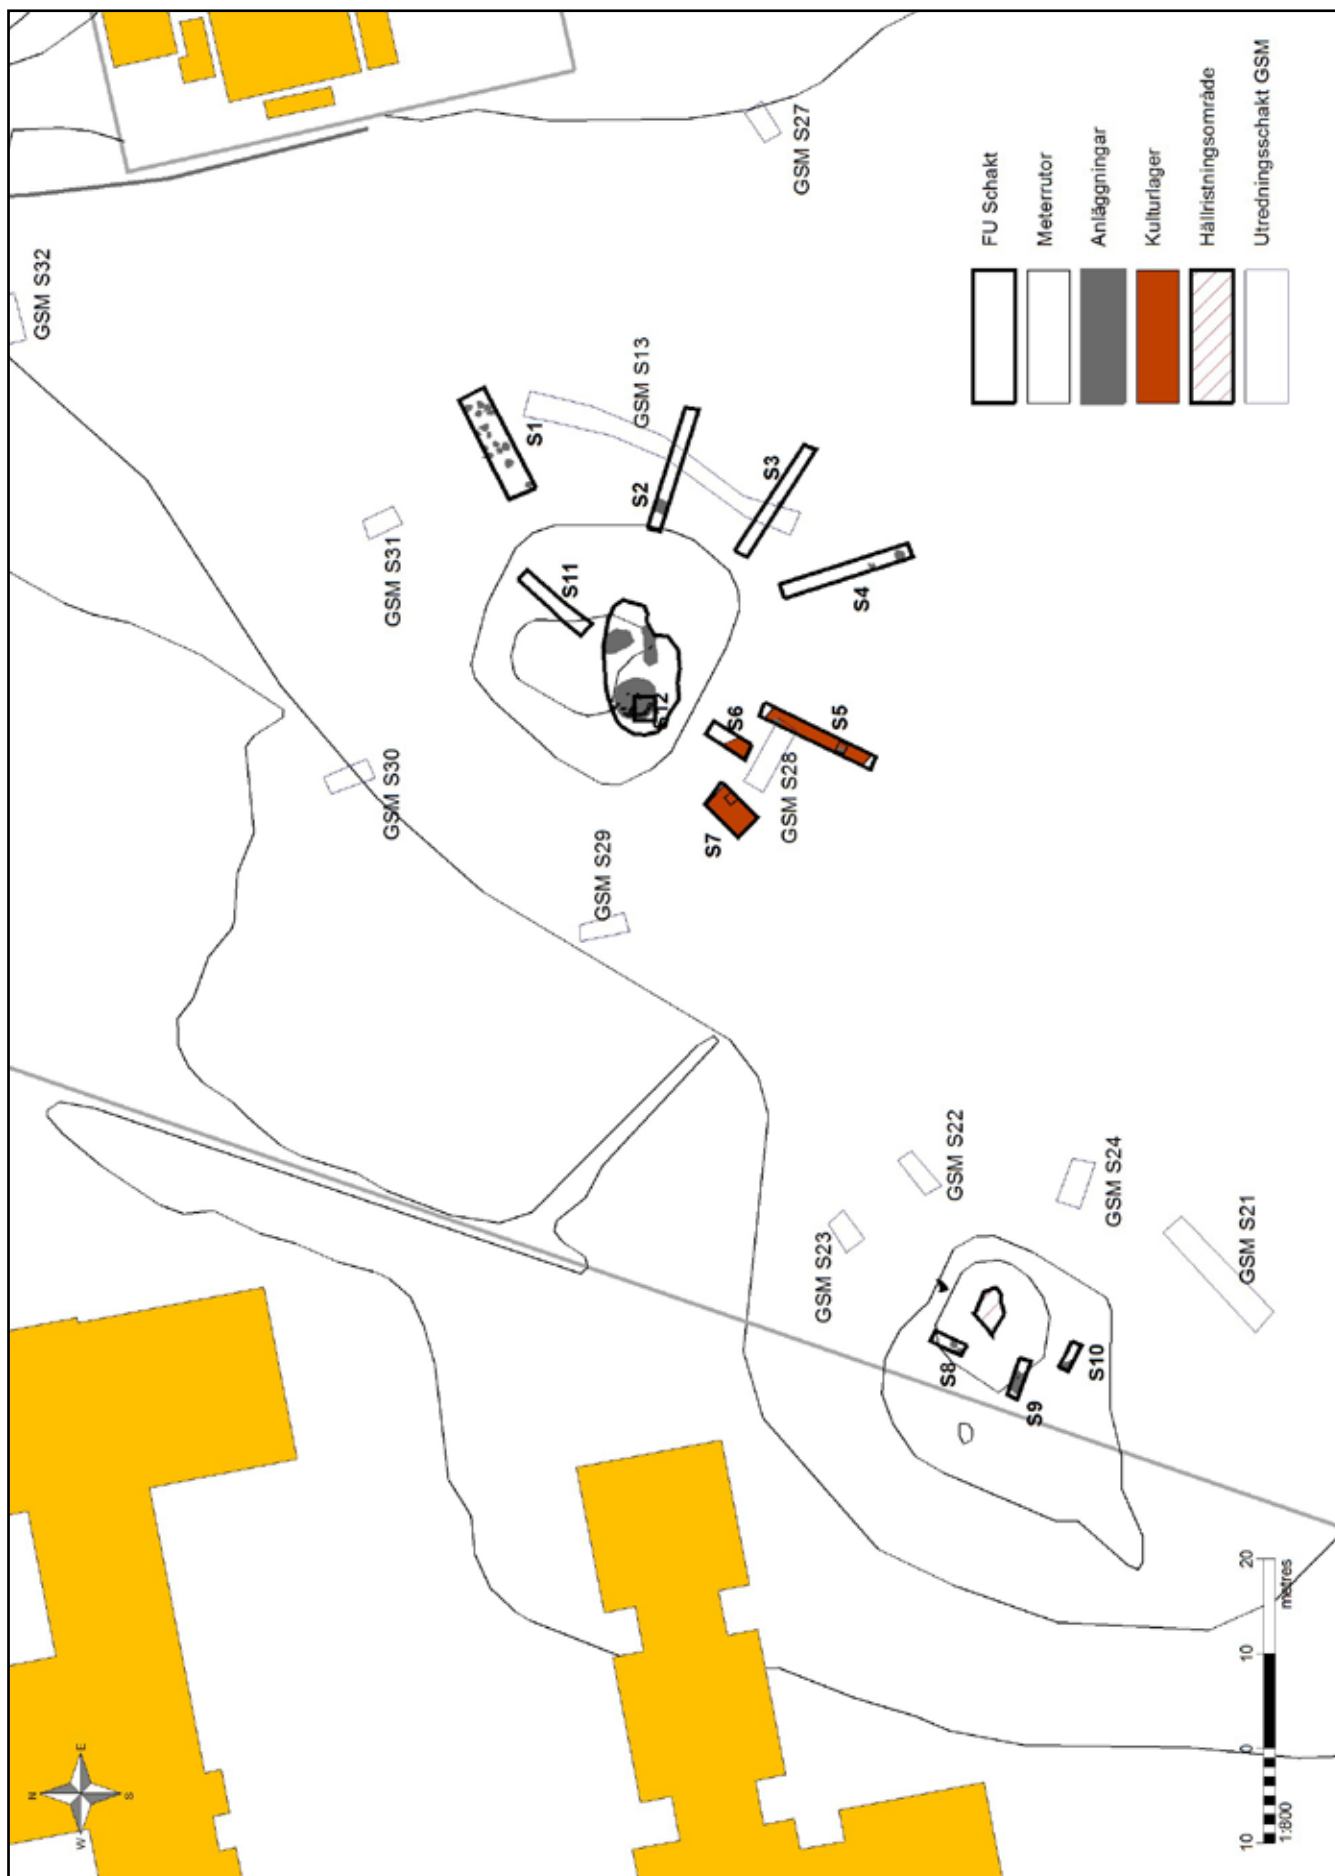 N
W E
S
GSM S32
GSM S30
GSM S31
S1
S11
GSM S29
S2
GSM S13
S12
S7
S6
S3
GSM S28
GSM S27
GSM S23
S5
S4
S8
GSM S22
S9
S10
GSM S24
GSM S21
FU Schakt
Meterrutor
Anläggningar
Kulturlager
Hällristningsområde
Utredningsschakt GSM
10 0 10 20
1:800 metres